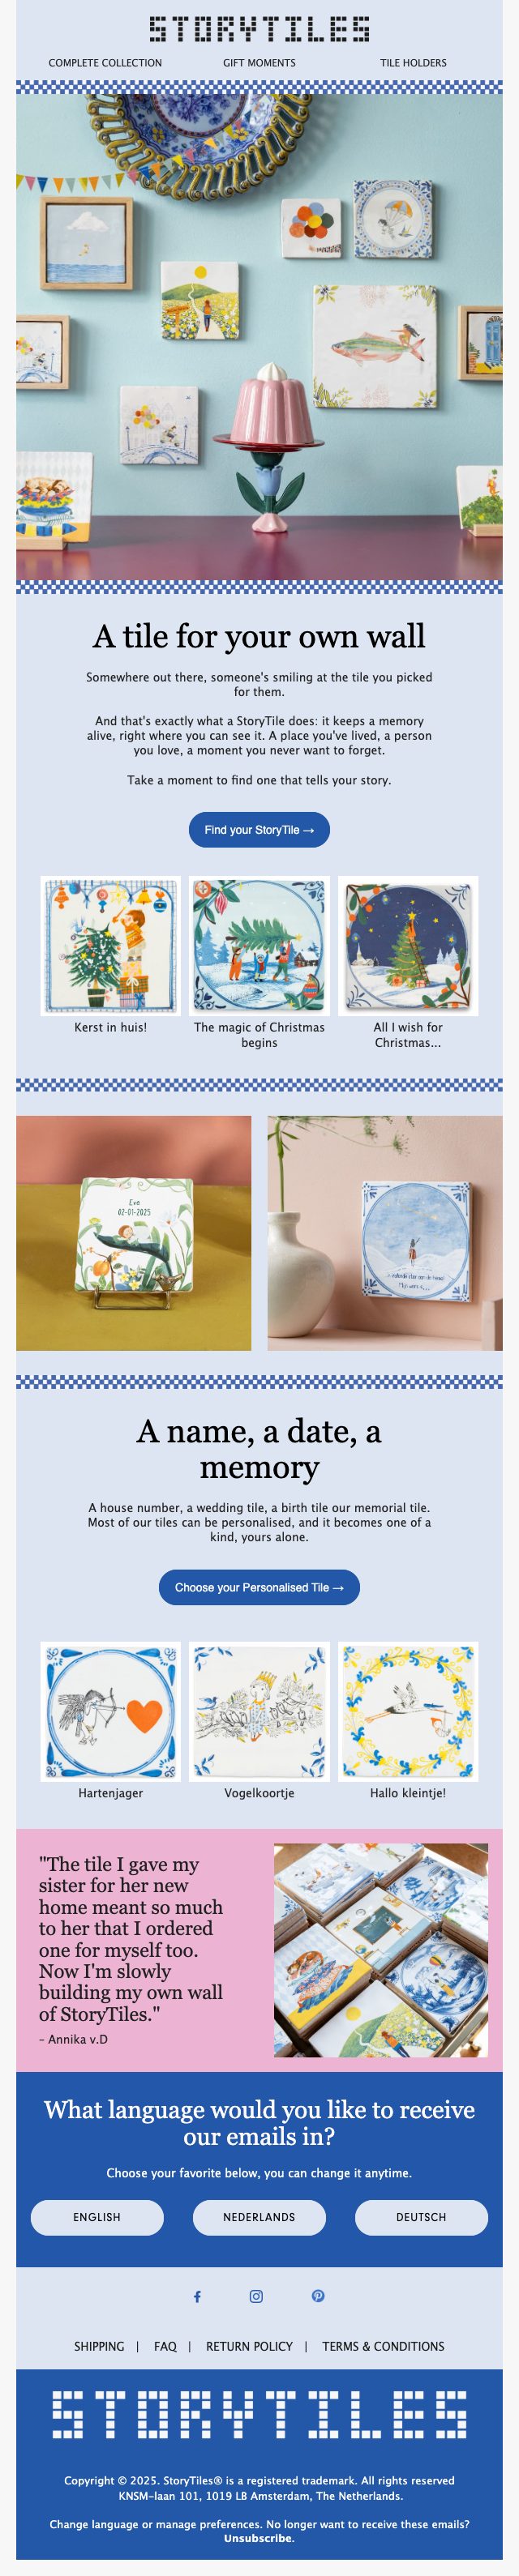 STORYTILES
COMPLETE COLLECTION
GIFT MOMENTS
TILE HOLDERS
A tile for your own wall
Somewhere out there, someone's smiling at the tile you picked
for them.
And that's exactly what a StoryTile does: it keeps a memory
alive, right where you can see it. A place you've lived, a person
you love, a moment you never want to forget.
Take a moment to find one that tells your story.
Find your StoryTile →
Kerst in huis!
The magic of Christmas
begins
All I wish for
Christmas...
Eve
02-01-2025
A name, a date, a
memory
A house number, a wedding tile, a birth tile our memorial tile.
Most of our tiles can be personalised, and it becomes one of a
kind, yours alone.
Choose your Personalised Tile →
Hartenjager
Vogelkoortje
Hallo kleintje!
"The tile I gave my
sister for her new
home meant so much
to her that I ordered
one for myself too.
Now I'm slowly
building my own wall
of StoryTiles."
– Annika v.D
What language would you like to receive
our emails in?
Choose your favorite below, you can change it anytime.
ENGLISH
NEDERLANDS
DEUTSCH
SHIPPING | FAQ | RETURN POLICY | TERMS & CONDITIONS
STORYTILES
Copyright © 2025. StoryTiles® is a registered trademark. All rights reserved
KNSM-laan 101, 1019 LB Amsterdam, The Netherlands.
Change language or manage preferences. No longer want to receive these emails?
Unsubscribe.